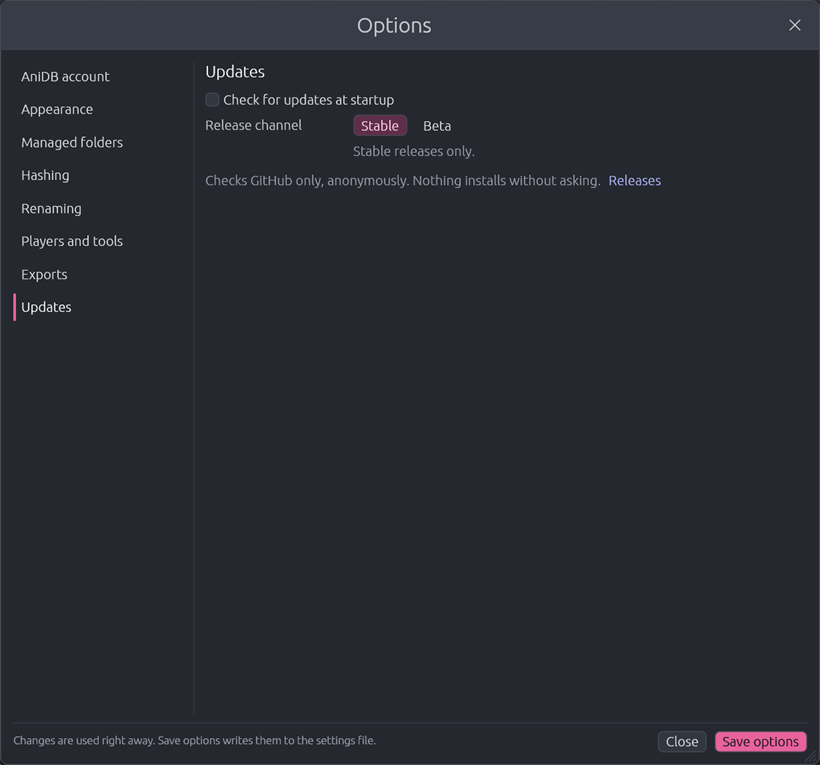 Options
AniDB account
Appearance
Managed folders
Hashing
Renaming
Players and tools
Exports
Updates
Updates
Check for updates at startup
Release channel Stable Beta
Stable releases only.
Checks GitHub only, anonymously. Nothing installs without asking. Releases
Changes are used right away. Save options writes them to the settings file.
Close Save options